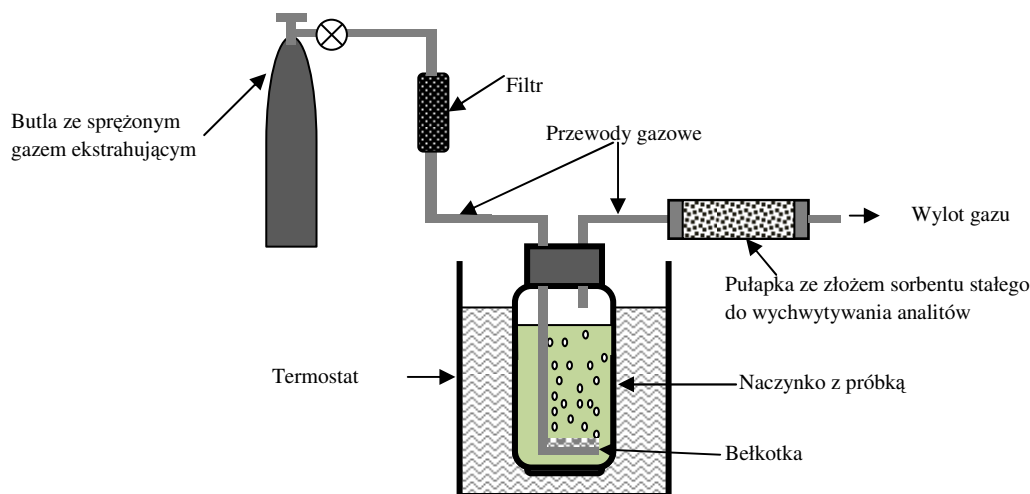 Filtr
Butla ze sprężonym
gazem ekstrahującym
Przewody gazowe
Wylot gazu
Pułapka ze złożem sorbentu stałego
do wychwytywania analitów
Termostat
Naczynko z próbką
Bełkotka